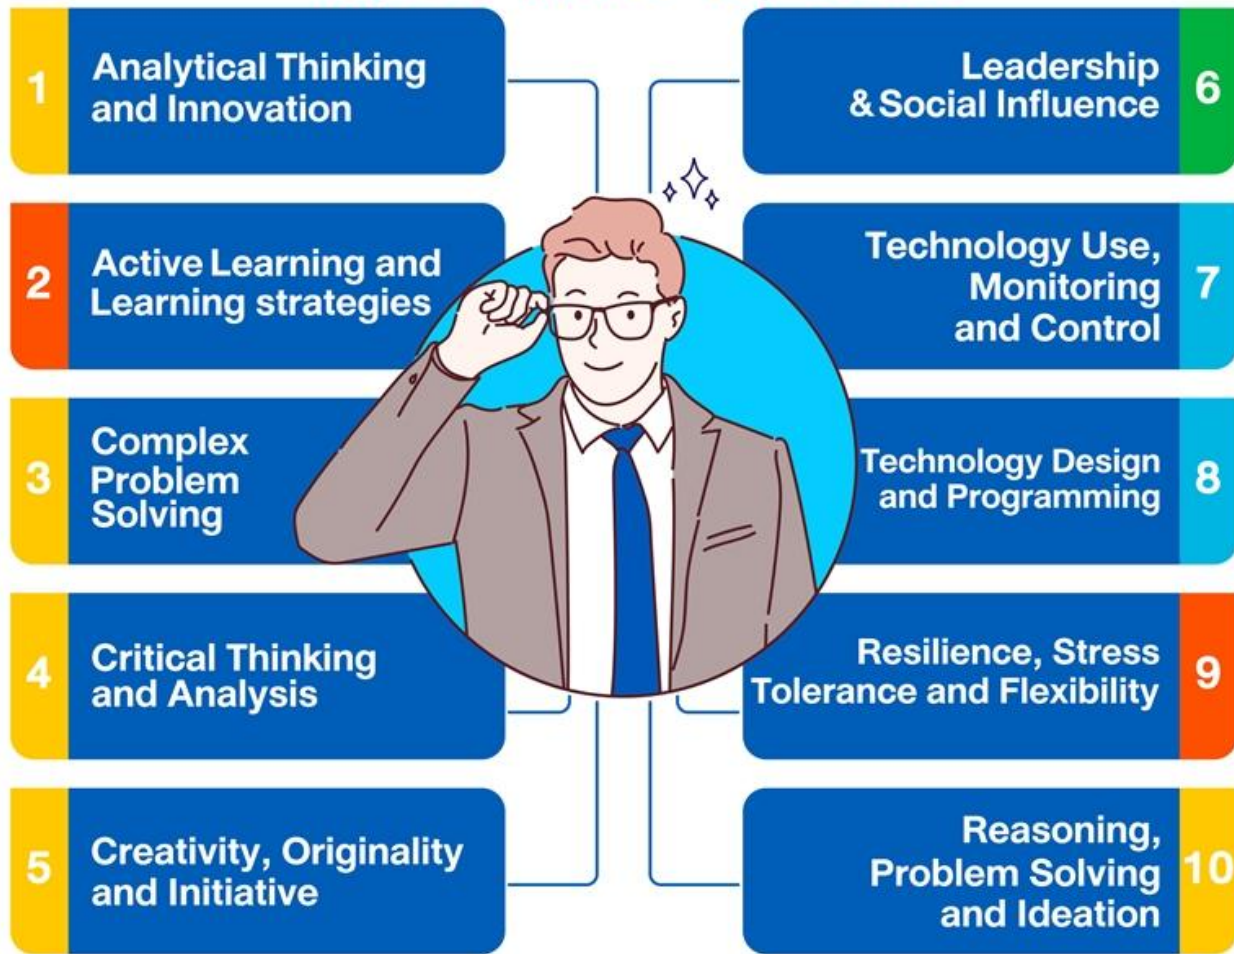 1
Analytical Thinking
and Innovation
2
Active Learning and
Learning strategies
3
Complex
Problem
Solving
4
Critical Thinking
and Analysis
5
Creativity, Originality
and Initiative
Leadership
& Social Influence
6
Technology Use,
Monitoring
and Control
7
Technology Design
and Programming
8
Resilience, Stress
Tolerance and Flexibility
9
Reasoning,
Problem Solving
and Ideation
10